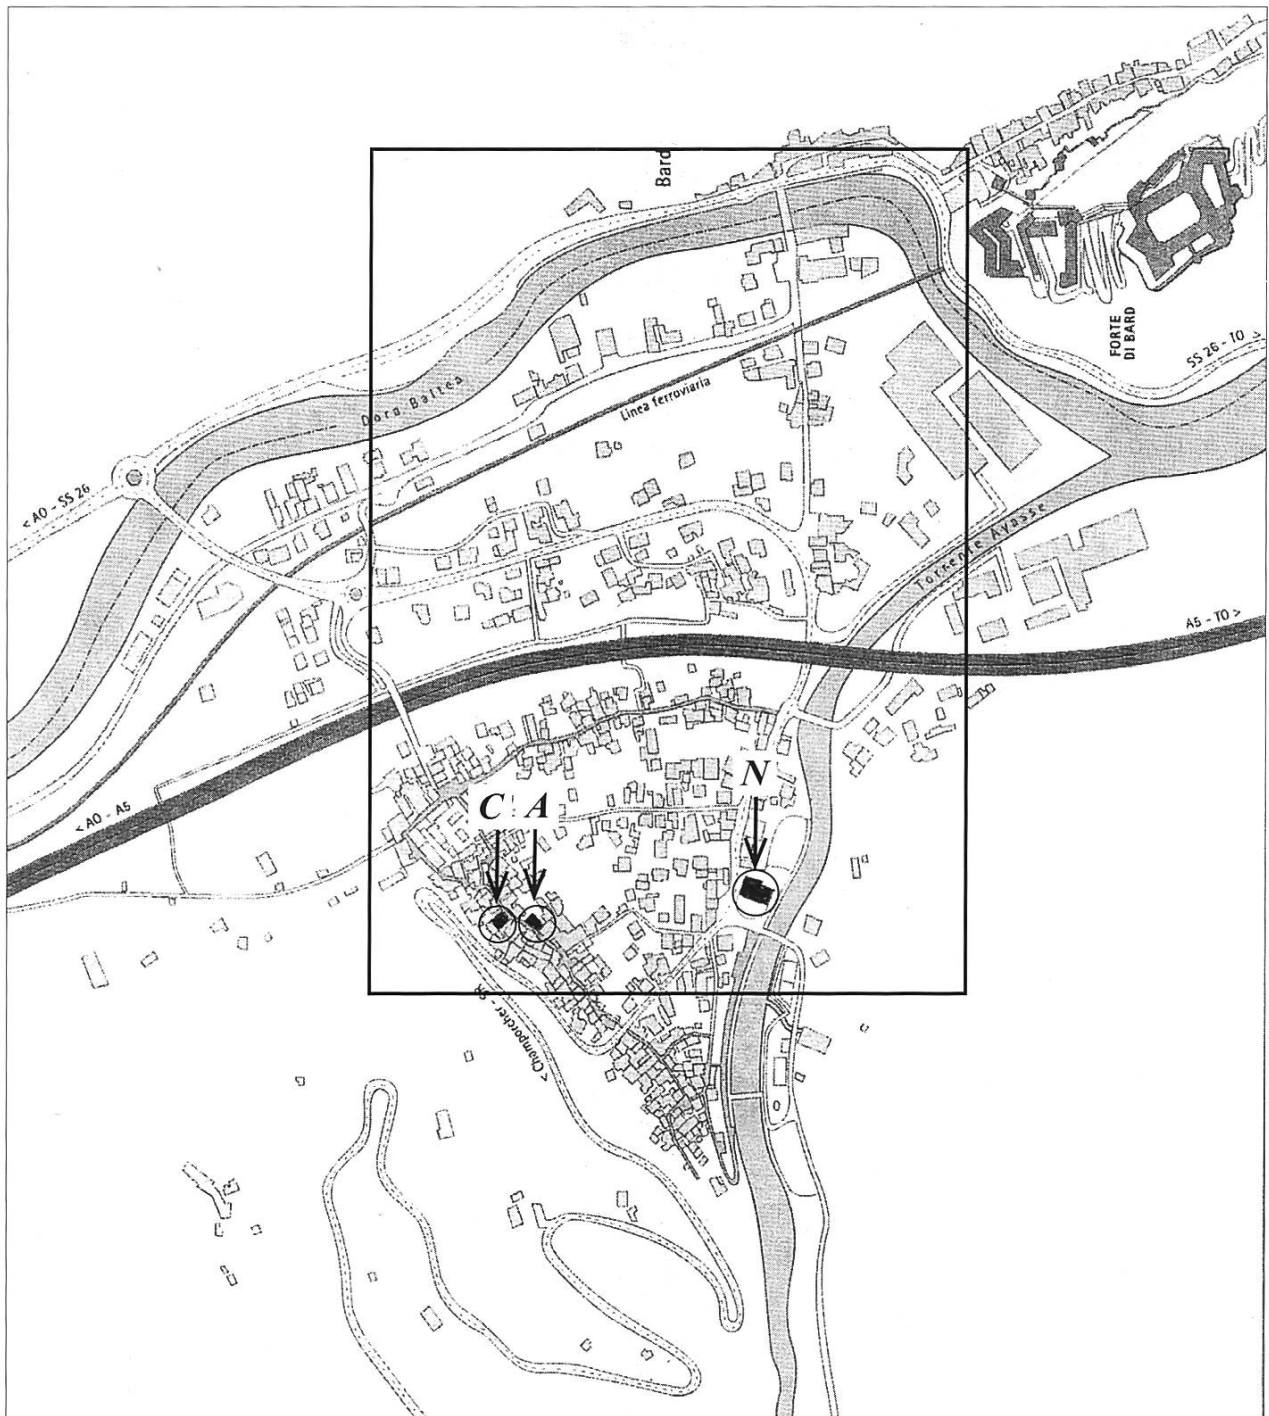 Bard
FORTE
DI BARD
SS 26 - TO >
Dora Baltea
Linea ferroviaria
< AO - SS 26
Torrente Ayasse
A5 - TO >
N
C A
< AO - A5
< Champorcher - SR